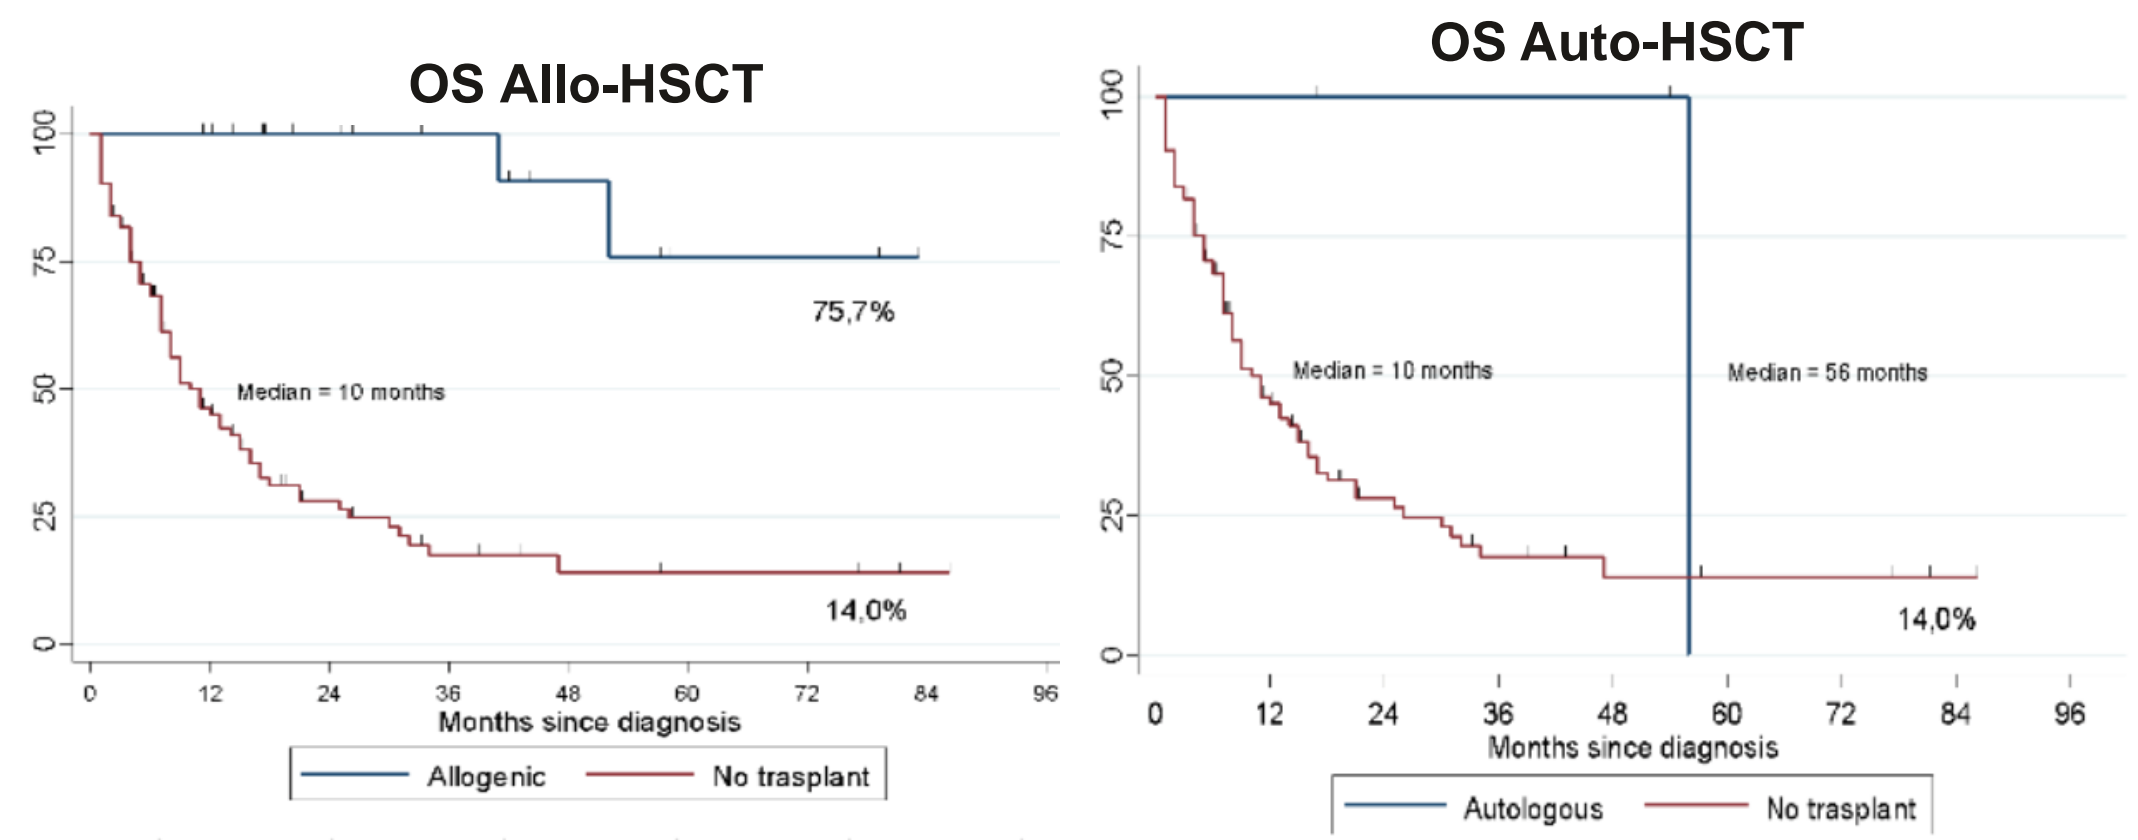 OS Allo-HSCT
100
75
50
25
0
75,7%
Median = 10 months
14,0%
0 12 24 36 48 60 72 84 96
Months since diagnosis
Allogenic No trasplant
OS Auto-HSCT
100
75
50
25
0
Median = 10 months
Median = 56 months
14,0%
0 12 24 36 48 60 72 84 96
Months since diagnosis
Autologous No trasplant